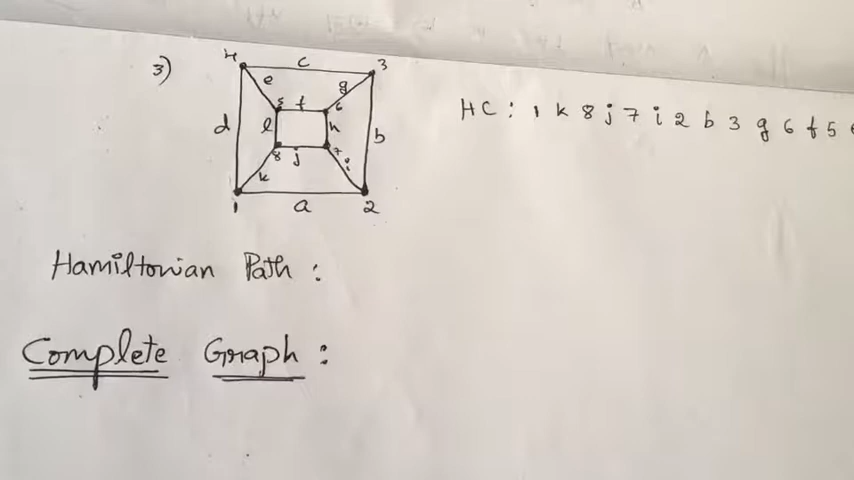 3)
4 c 3
e g
d l 5 f 6 h b
8 j 7 i
k
1 a 2
HC : 1 k 8 j 7 i 2 b 3 g 6 f 5
Hamiltonian Path :
Complete Graph :